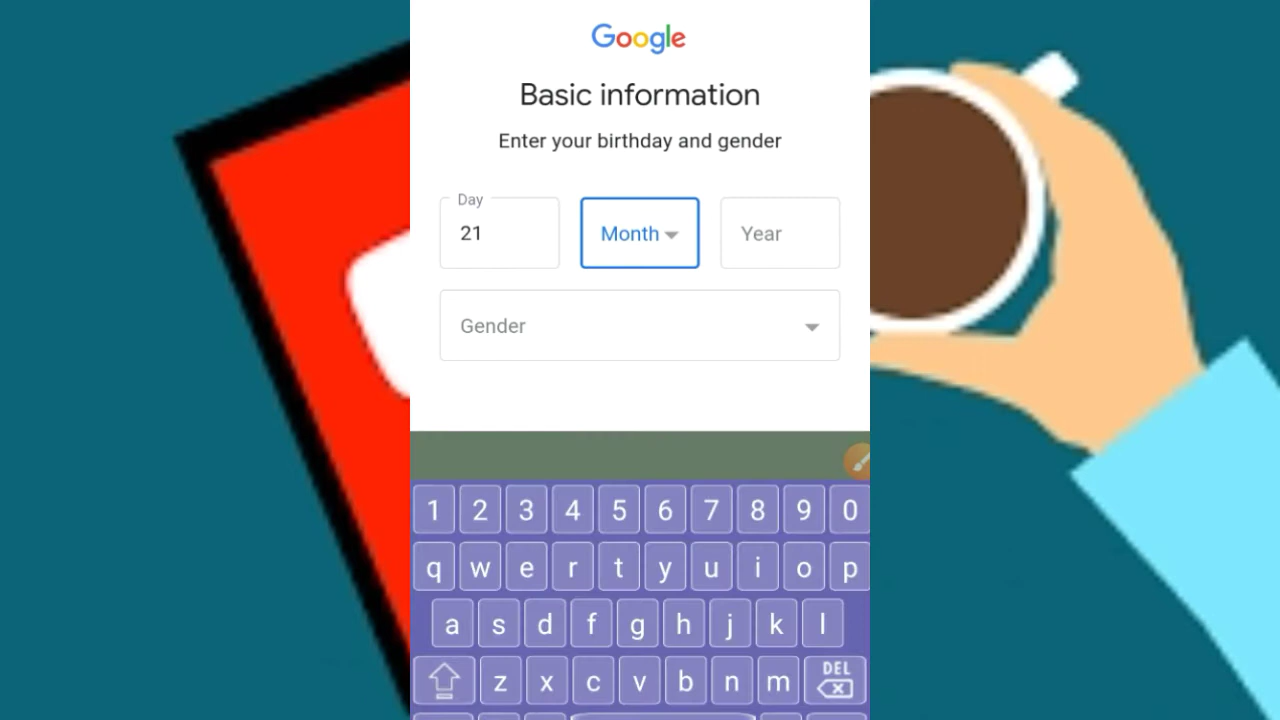 Google
Basic information
Enter your birthday and gender
Day
21
Month
Year
Gender
1 2 3 4 5 6 7 8 9 0
q w e r t y u i o p
a s d f g h j k l
z x c v b n m DEL